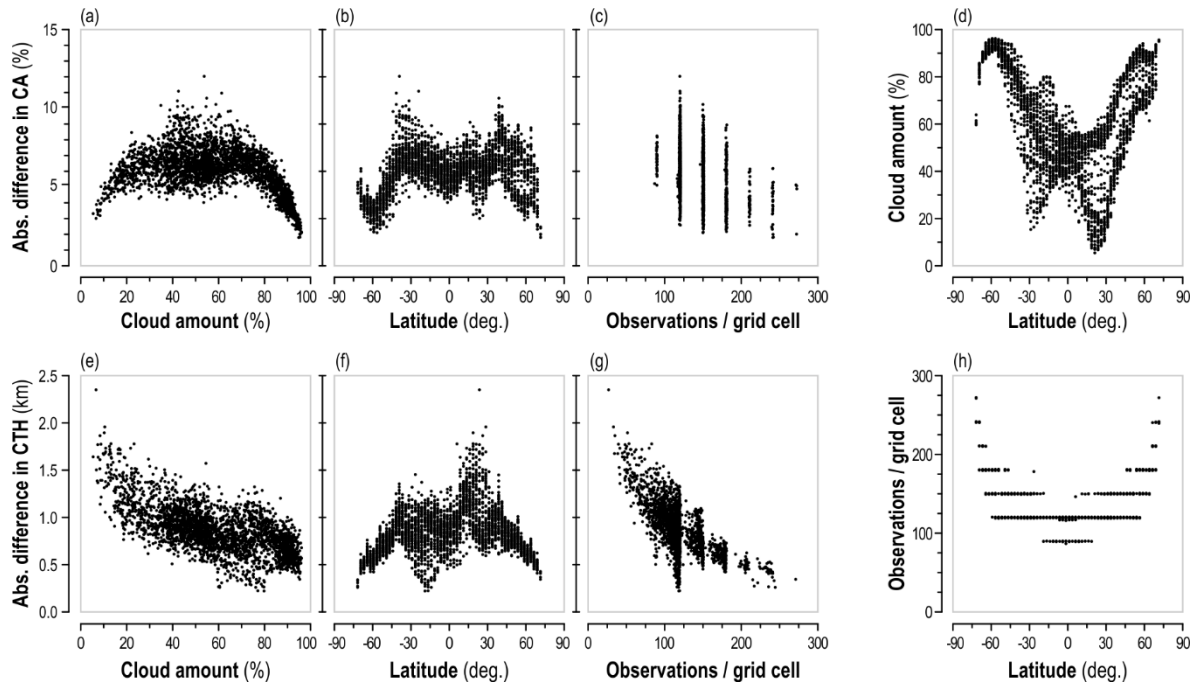 (a) (b) (c) (d)
Abs. difference in CA (%)
15
10
5
0
0 20 40 60 80 100
Cloud amount (%)
-90 -60 -30 0 30 60 90
Latitude (deg.)
0 100 200 300
Observations / grid cell
Cloud amount (%)
100
80
60
40
20
0
-90 -60 -30 0 30 60 90
Latitude (deg.)
(e) (f) (g) (h)
Abs. difference in CTH (km)
2.5
2.0
1.5
1.0
0.5
0.0
0 20 40 60 80 100
Cloud amount (%)
-90 -60 -30 0 30 60 90
Latitude (deg.)
0 100 200 300
Observations / grid cell
Observations / grid cell
300
200
100
0
-90 -60 -30 0 30 60 90
Latitude (deg.)